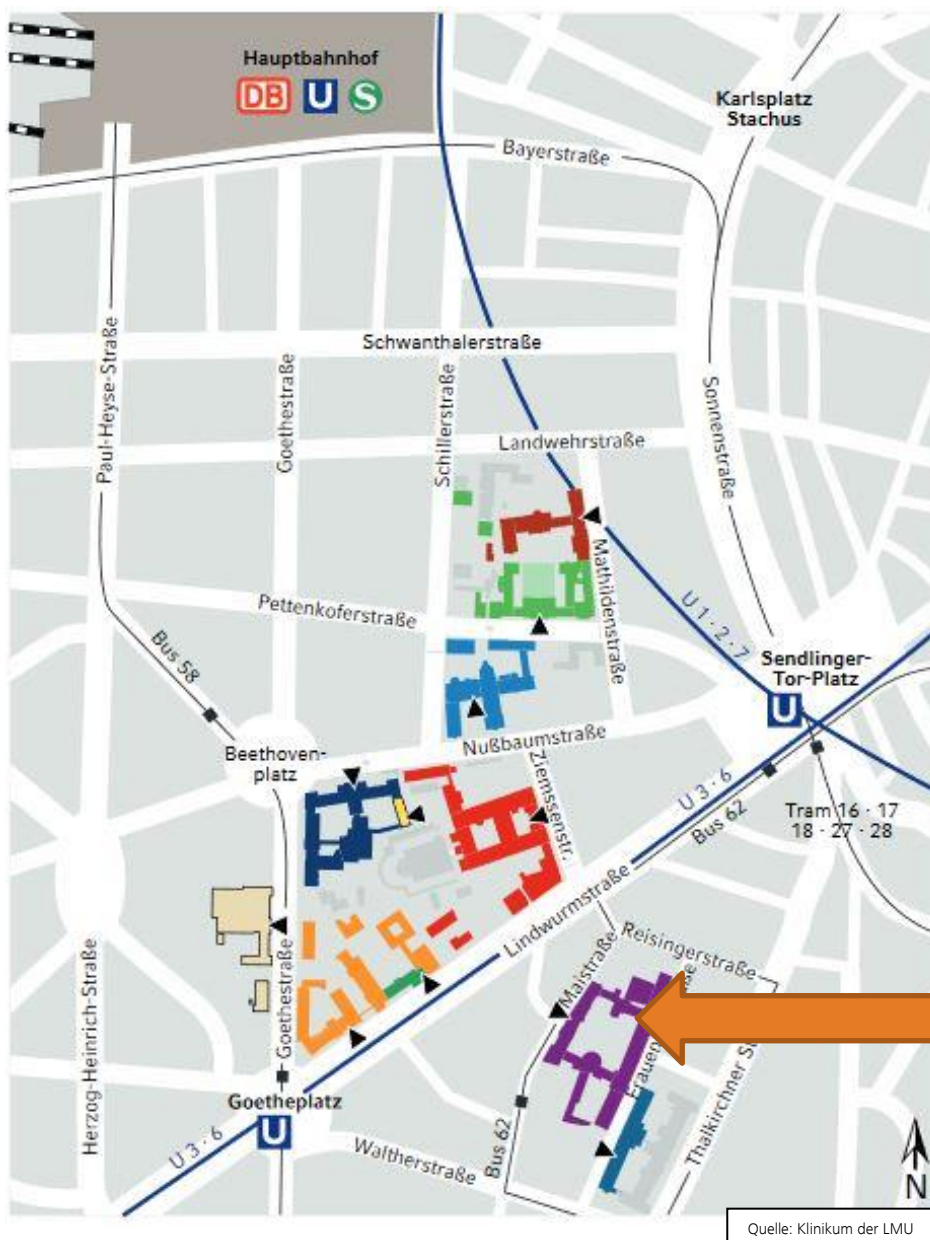 Hauptbahnhof
DB U S
Karlsplatz
Stachus
Bayerstraße
Schwanthalerstraße
Paul-Heyse-Straße
Goethestraße
Schillerstraße
Sonnenstraße
Landwehrstraße
Mathildenstraße
Pettenkoferstraße
U 1 · 2 · 7
Bus 58
Sendlinger-
Tor-Platz
U
Nußbaumstraße
Beethoven-
platz
Ziemssenstr.
U 3 · 6
Bus 62
Tram 16 · 17
18 · 27 · 28
Lindwurmstraße
Reisingerstraße
Maistraße
Herzog-Heinrich-Straße
Goethestraße
Frauen
Thalkirchner S
Goetheplatz
U
U 3 · 6
Waltherstraße
Bus 62
N
Quelle: Klinikum der LMU